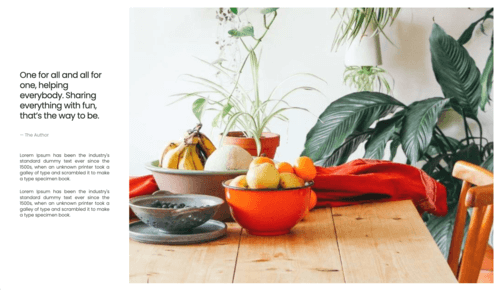 One for all and all for
one, helping
everybody. Sharing
everything with fun,
that's the way to be.
— The Author
Lorem Ipsum has been the industry's
standard dummy text ever since the
1500s, when an unknown printer took a
galley of type and scrambled it to make
a type specimen book.
Lorem Ipsum has been the industry's
standard dummy text ever since the
1500s, when an unknown printer took a
galley of type and scrambled it to make
a type specimen book.